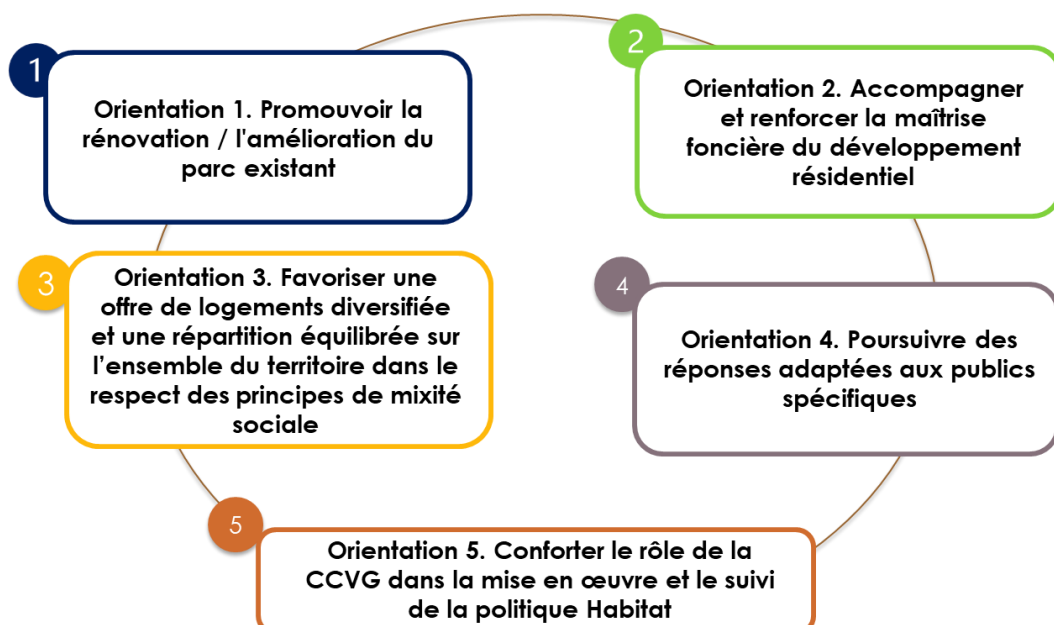 1
Orientation 1. Promouvoir la
rénovation / l'amélioration du
parc existant
2
Orientation 2. Accompagner
et renforcer la maîtrise
foncière du développement
résidentiel
3
Orientation 3. Favoriser une
offre de logements diversifiée
et une répartition équilibrée sur
l’ensemble du territoire dans le
respect des principes de mixité
sociale
4
Orientation 4. Poursuivre des
réponses adaptées aux publics
spécifiques
5
Orientation 5. Conforter le rôle de la
CCVG dans la mise en œuvre et le suivi
de la politique Habitat